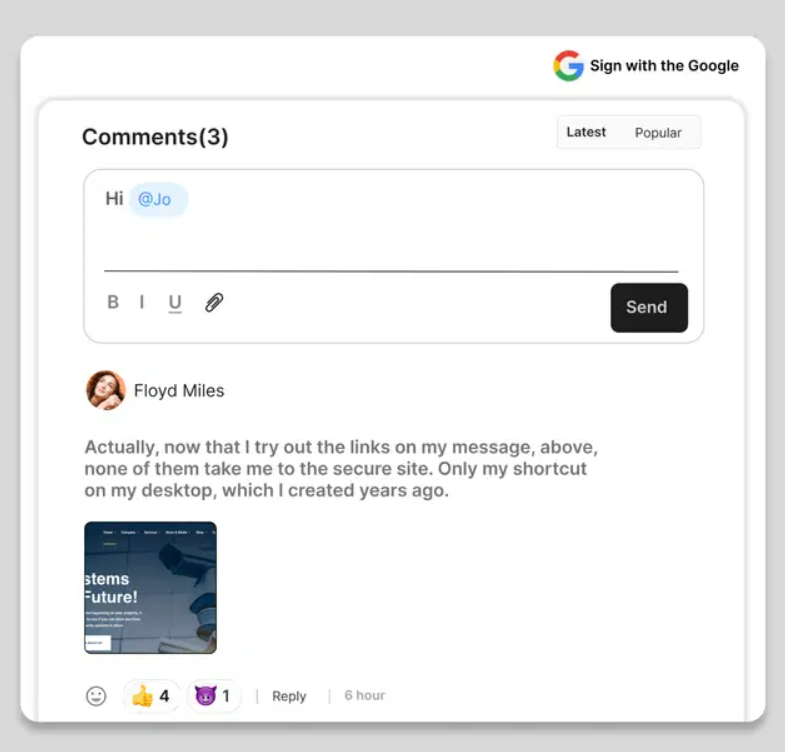 Sign with the Google
Comments(3)
Latest Popular
Hi @Jo
B I U
Send
Floyd Miles
Actually, now that I try out the links on my message, above,
none of them take me to the secure site. Only my shortcut
on my desktop, which I created years ago.
stems
Future!
4 1 | Reply | 6 hour